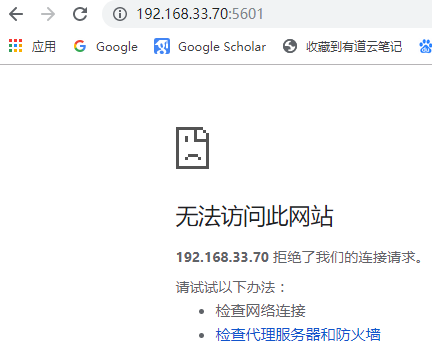 192.168.33.70:5601
应用 Google Google Scholar 收藏到有道云笔记
无法访问此网站
192.168.33.70 拒绝了我们的连接请求。
请试试以下办法：
检查网络连接
检查代理服务器和防火墙